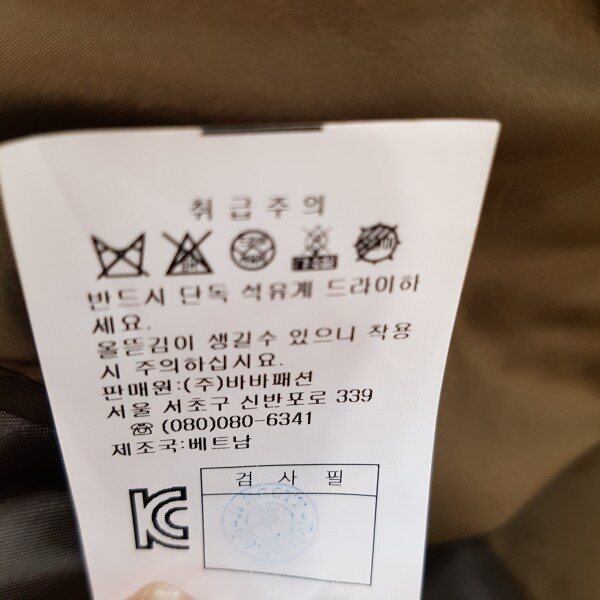 취급주의
반드시 단독 석유계 드라이하
세요.
올뜯김이 생길수 있으니 착용
시 주의하십시요.
판매원:(주)바바패션
서울 서초구 신반포로 339
☏ (080)080-6341
제조국:베트남
검 사 필
KC